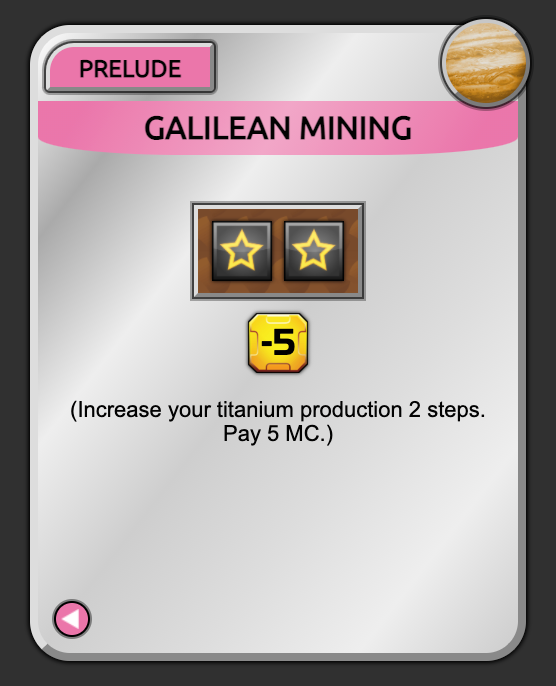 PRELUDE
GALILEAN MINING
-5
(Increase your titanium production 2 steps.
Pay 5 MC.)